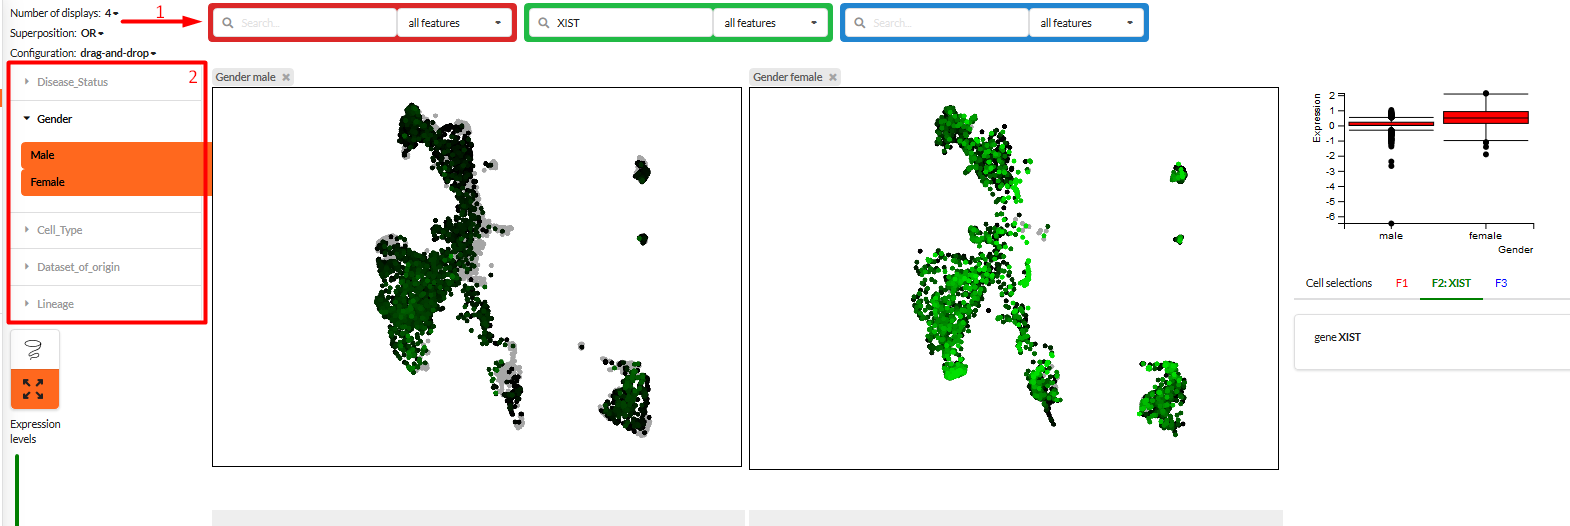 Number of displays: 4
1
Superposition: OR
Configuration: drag-and-drop
Search... all features
XIST all features
Search... all features
2
Disease_Status
Gender
Male
Female
Cell_Type
Dataset_of_origin
Lineage
Expression
levels
Gender male ×
Gender female ×
Expression
2
1
0
-1
-2
-3
-4
-5
-6
male female
Gender
Cell selections F1 F2: XIST F3
gene XIST